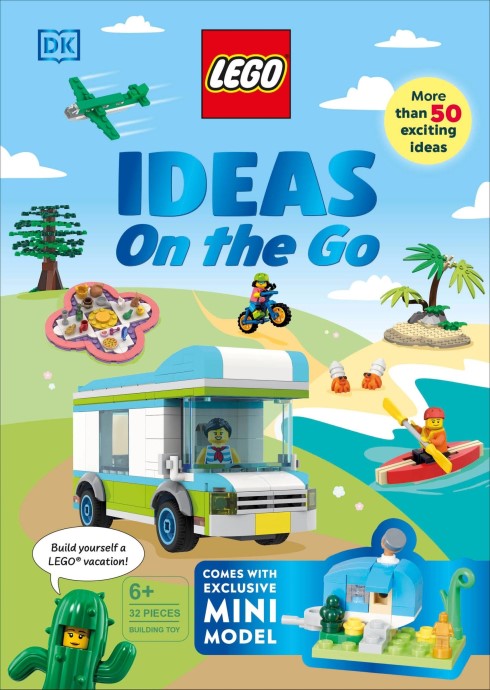 DK
LEGO
More
than 50
exciting
ideas
IDEAS
On the Go
Build yourself a
LEGO® vacation!
6+
32 PIECES
BUILDING TOY
COMES WITH
EXCLUSIVE
MINI
MODEL